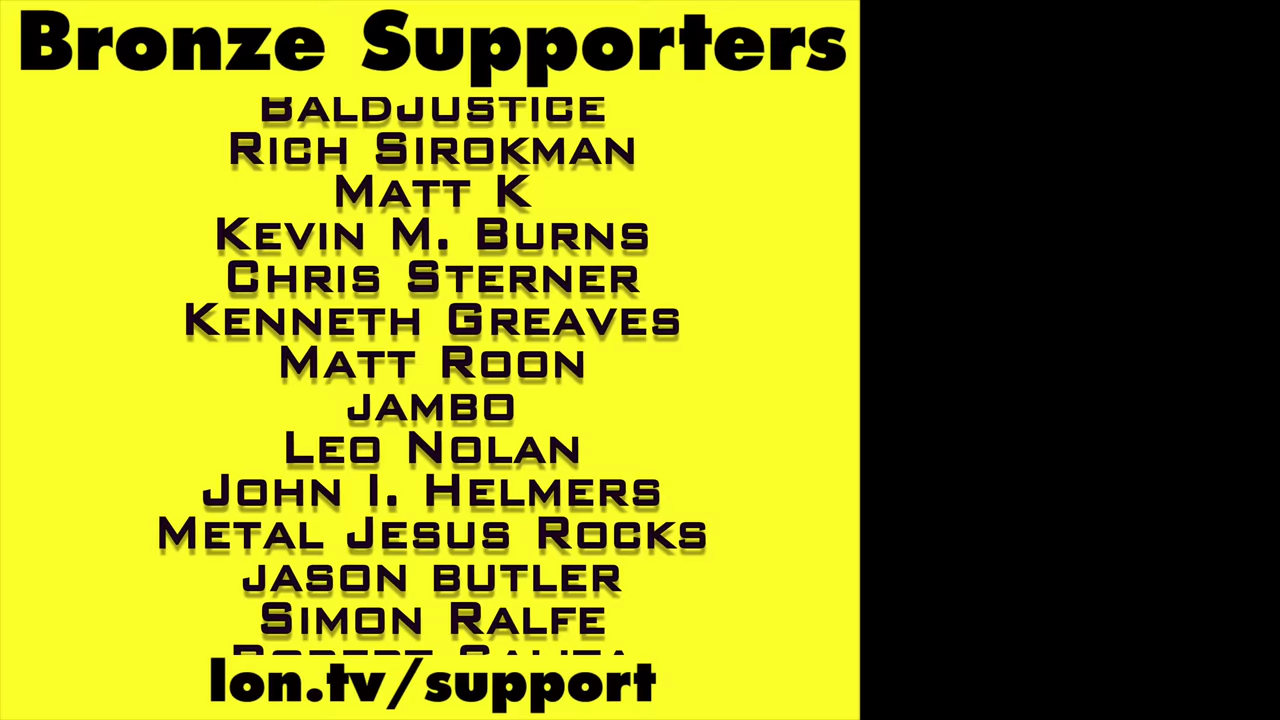 Bronze Supporters
BALDJUSTICE
RICH SIROKMAN
MATT K
KEVIN M. BURNS
CHRIS STERNER
KENNETH GREAVES
MATT ROON
JAMBO
LEO NOLAN
JOHN I. HELMERS
METAL JESUS ROCKS
JASON BUTLER
SIMON RALFE
ROBERT
lon.tv/support